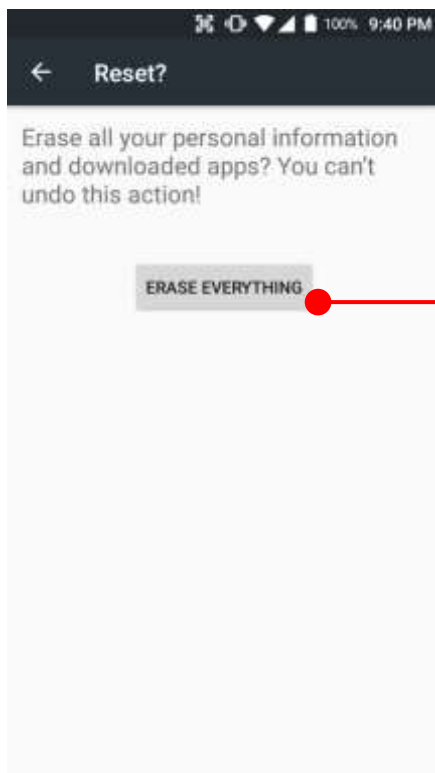 100% 9:40 PM
Reset?
Erase all your personal information
and downloaded apps? You can't
undo this action!
ERASE EVERYTHING